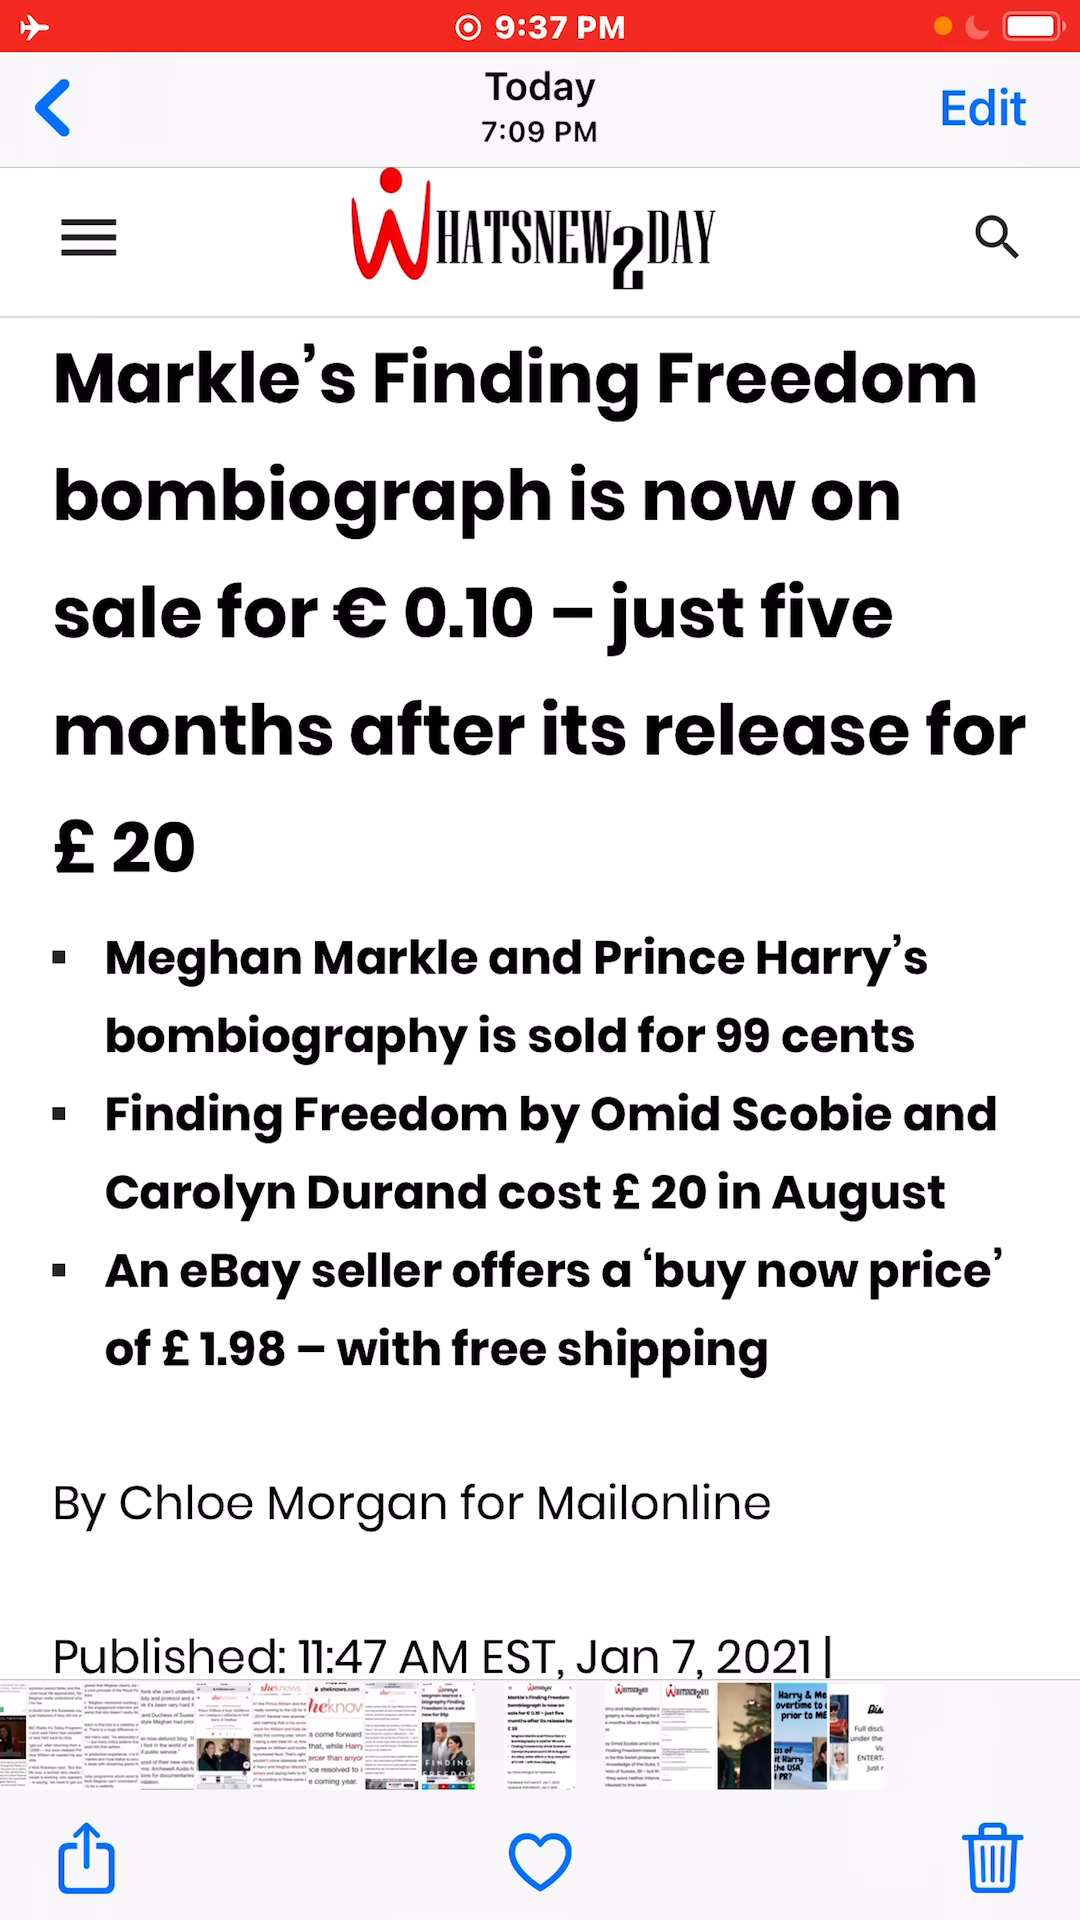 9:37 PM
Today
7:09 PM
Edit
WHATSNEW2DAY
Markle’s Finding Freedom
bombiograph is now on
sale for € 0.10 – just five
months after its release for
£ 20
▪ Meghan Markle and Prince Harry’s
bombiography is sold for 99 cents
▪ Finding Freedom by Omid Scobie and
Carolyn Durand cost £ 20 in August
▪ An eBay seller offers a ‘buy now price’
of £ 1.98 – with free shipping
By Chloe Morgan for Mailonline
Published: 11:47 AM EST, Jan 7, 2021 |